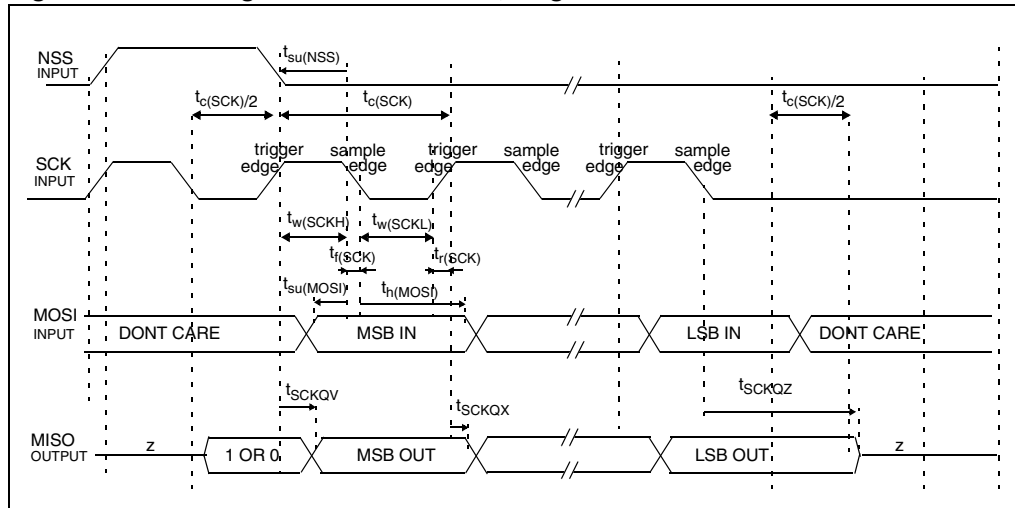 NSS
INPUT
tsu(NSS)
tc(SCK)/2
tc(SCK)
tc(SCK)/2
SCK
INPUT
trigger
edge
sample
edge
trigger
edge
sample
edge
trigger
edge
sample
edge
tw(SCKH)
tw(SCKL)
tf(SCK)
tr(SCK)
tsu(MOSI)
th(MOSI)
MOSI
INPUT
DONT CARE
MSB IN
LSB IN
DONT CARE
tSCKQV
tSCKQX
tSCKQZ
MISO
OUTPUT
z
1 OR 0
MSB OUT
LSB OUT
z